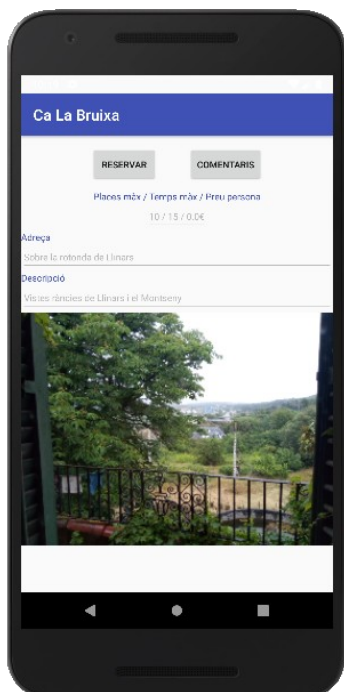 Ca La Bruixa
RESERVAR COMENTARIS
Places màx / Temps màx / Preu persona
10 / 15 / 0.0€
Adreça
Sobre la rotonda de Llinars
Descripció
Vistes ràncies de Llinars i el Montseny